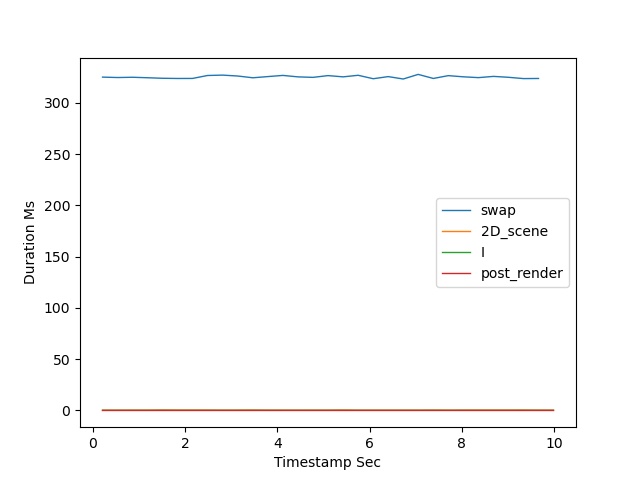 300
250
200
150
100
50
0
Duration Ms
swap
2D_scene
I
post_render
0 2 4 6 8 10
Timestamp Sec